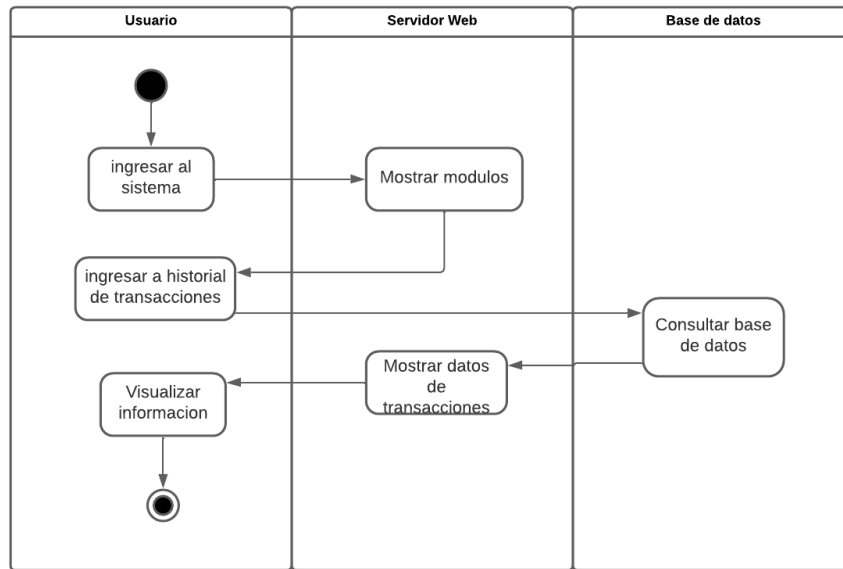 Usuario
Servidor Web
Base de datos
ingresar al
sistema
Mostrar modulos
ingresar a historial
de transacciones
Consultar base
de datos
Mostrar datos
de
transacciones
Visualizar
informacion